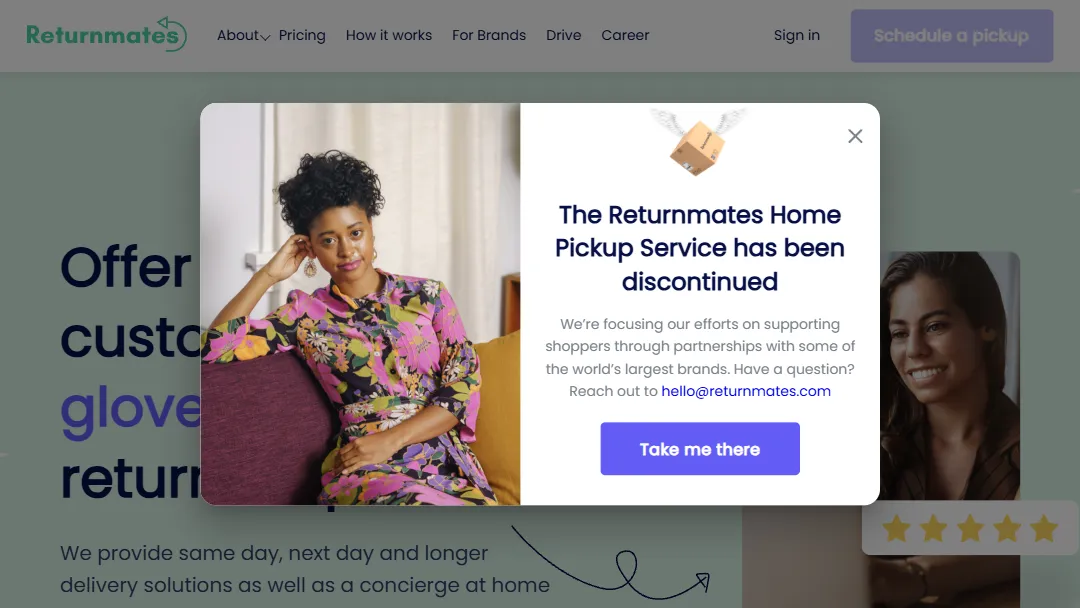 Returnmates
About Pricing How it works For Brands Drive Career Sign in Schedule a pickup
The Returnmates Home
Pickup Service has been
discontinued
We’re focusing our efforts on supporting
shoppers through partnerships with some of
the world’s largest brands. Have a question?
Reach out to hello@returnmates.com
Take me there
Offer
We provide same day, next day and longer
delivery solutions as well as a concierge at home